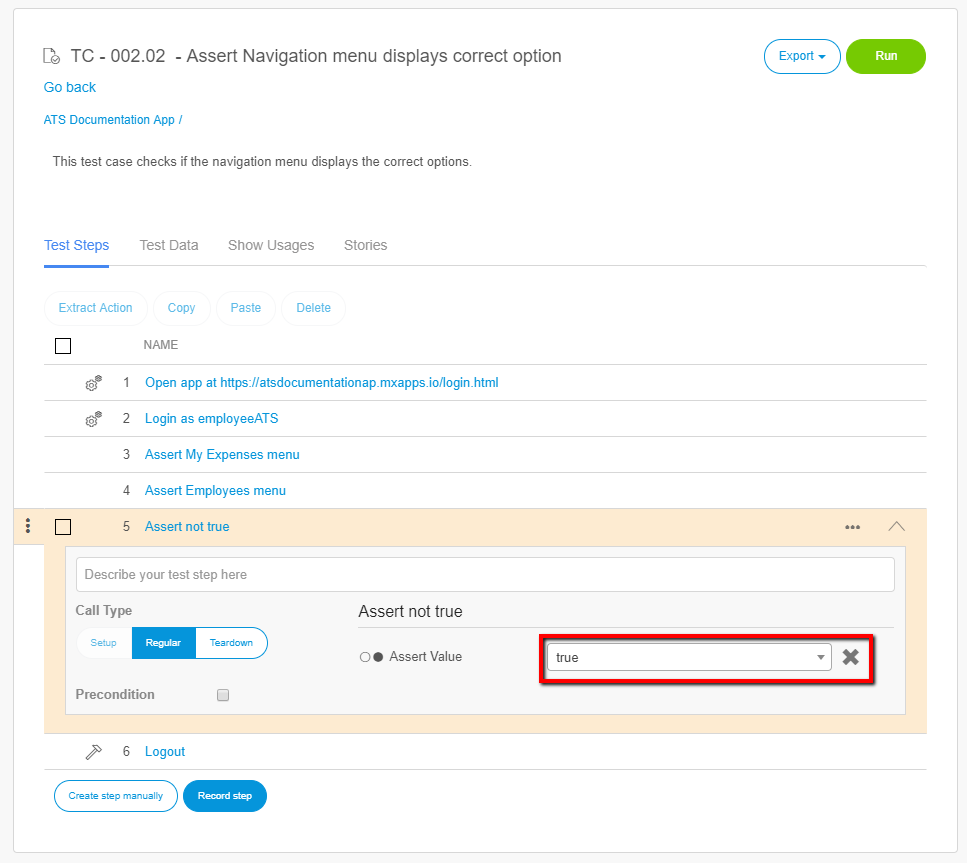 TC - 002.02 - Assert Navigation menu displays correct option
Export
Run
Go back
ATS Documentation App /
This test case checks if the navigation menu displays the correct options.
Test Steps Test Data Show Usages Stories
Extract Action Copy Paste Delete
NAME
1 Open app at https://atsdocumentationap.mxapps.io/login.html
2 Login as employeeATS
3 Assert My Expenses menu
4 Assert Employees menu
5 Assert not true
Describe your test step here
Call Type
Assert not true
Setup Regular Teardown
Assert Value true
Precondition
6 Logout
Create step manually Record step